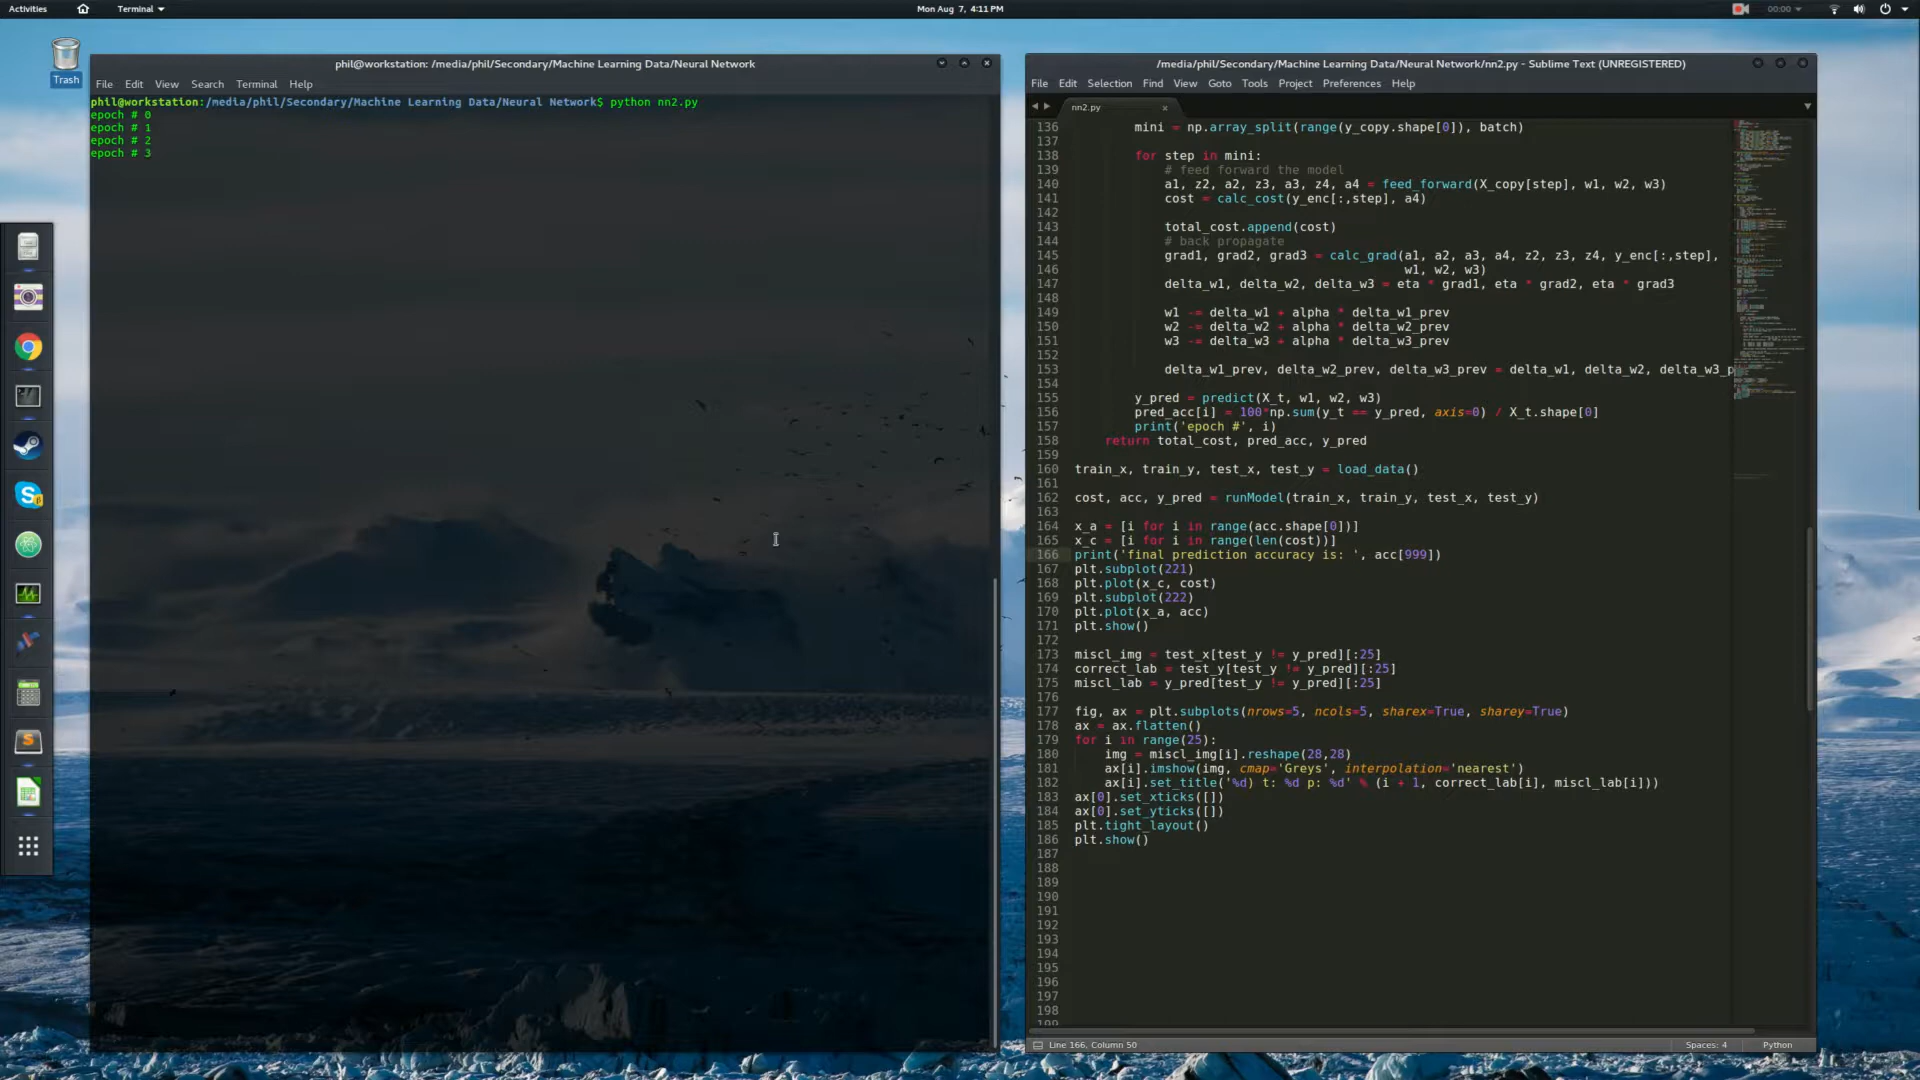 Activities
Terminal
Mon Aug 7, 4:11 PM
00:00
Trash
phil@workstation: /media/phil/Secondary/Machine Learning Data/Neural Network
File Edit View Search Terminal Help
phil@workstation:/media/phil/Secondary/Machine Learning Data/Neural Network$ python nn2.py
epoch # 0
epoch # 1
epoch # 2
epoch # 3
/media/phil/Secondary/Machine Learning Data/Neural Network/nn2.py - Sublime Text (UNREGISTERED)
File Edit Selection Find View Goto Tools Project Preferences Help
nn2.py
136 mini = np.array_split(range(y_copy.shape[0]), batch)
137
138 for step in mini:
139 # feed forward the model
140 a1, z2, a2, z3, a3, z4, a4 = feed_forward(X_copy[step], w1, w2, w3)
141 cost = calc_cost(y_enc[:,step], a4)
142
143 total_cost.append(cost)
144 # back propagate
145 grad1, grad2, grad3 = calc_grad(a1, a2, a3, a4, z2, z3, z4, y_enc[:,step],
146 w1, w2, w3)
147 delta_w1, delta_w2, delta_w3 = eta * grad1, eta * grad2, eta * grad3
148
149 w1 -= delta_w1 + alpha * delta_w1_prev
150 w2 -= delta_w2 + alpha * delta_w2_prev
151 w3 -= delta_w3 + alpha * delta_w3_prev
152
153 delta_w1_prev, delta_w2_prev, delta_w3_prev = delta_w1, delta_w2, delta_w3_p
154
155 y_pred = predict(X_t, w1, w2, w3)
156 pred_acc[i] = 100*np.sum(y_t == y_pred, axis=0) / X_t.shape[0]
157 print('epoch #', i)
158 return total_cost, pred_acc, y_pred
159
160 train_x, train_y, test_x, test_y = load_data()
161
162 cost, acc, y_pred = runModel(train_x, train_y, test_x, test_y)
163
164 x_a = [i for i in range(acc.shape[0])]
165 x_c = [i for i in range(len(cost))]
166 print('final prediction accuracy is: ', acc[999])
167 plt.subplot(221)
168 plt.plot(x_c, cost)
169 plt.subplot(222)
170 plt.plot(x_a, acc)
171 plt.show()
172
173 miscl_img = test_x[test_y != y_pred][:25]
174 correct_lab = test_y[test_y != y_pred][:25]
175 miscl_lab = y_pred[test_y != y_pred][:25]
176
177 fig, ax = plt.subplots(nrows=5, ncols=5, sharex=True, sharey=True)
178 ax = ax.flatten()
179 for i in range(25):
180 img = miscl_img[i].reshape(28,28)
181 ax[i].imshow(img, cmap='Greys', interpolation='nearest')
182 ax[i].set_title('%d) t: %d p: %d' % (i + 1, correct_lab[i], miscl_lab[i]))
183 ax[0].set_xticks([])
184 ax[0].set_yticks([])
185 plt.tight_layout()
186 plt.show()
187
188
189
190
191
192
193
194
195
196
197
198
199
Line 166, Column 50
Spaces: 4
Python